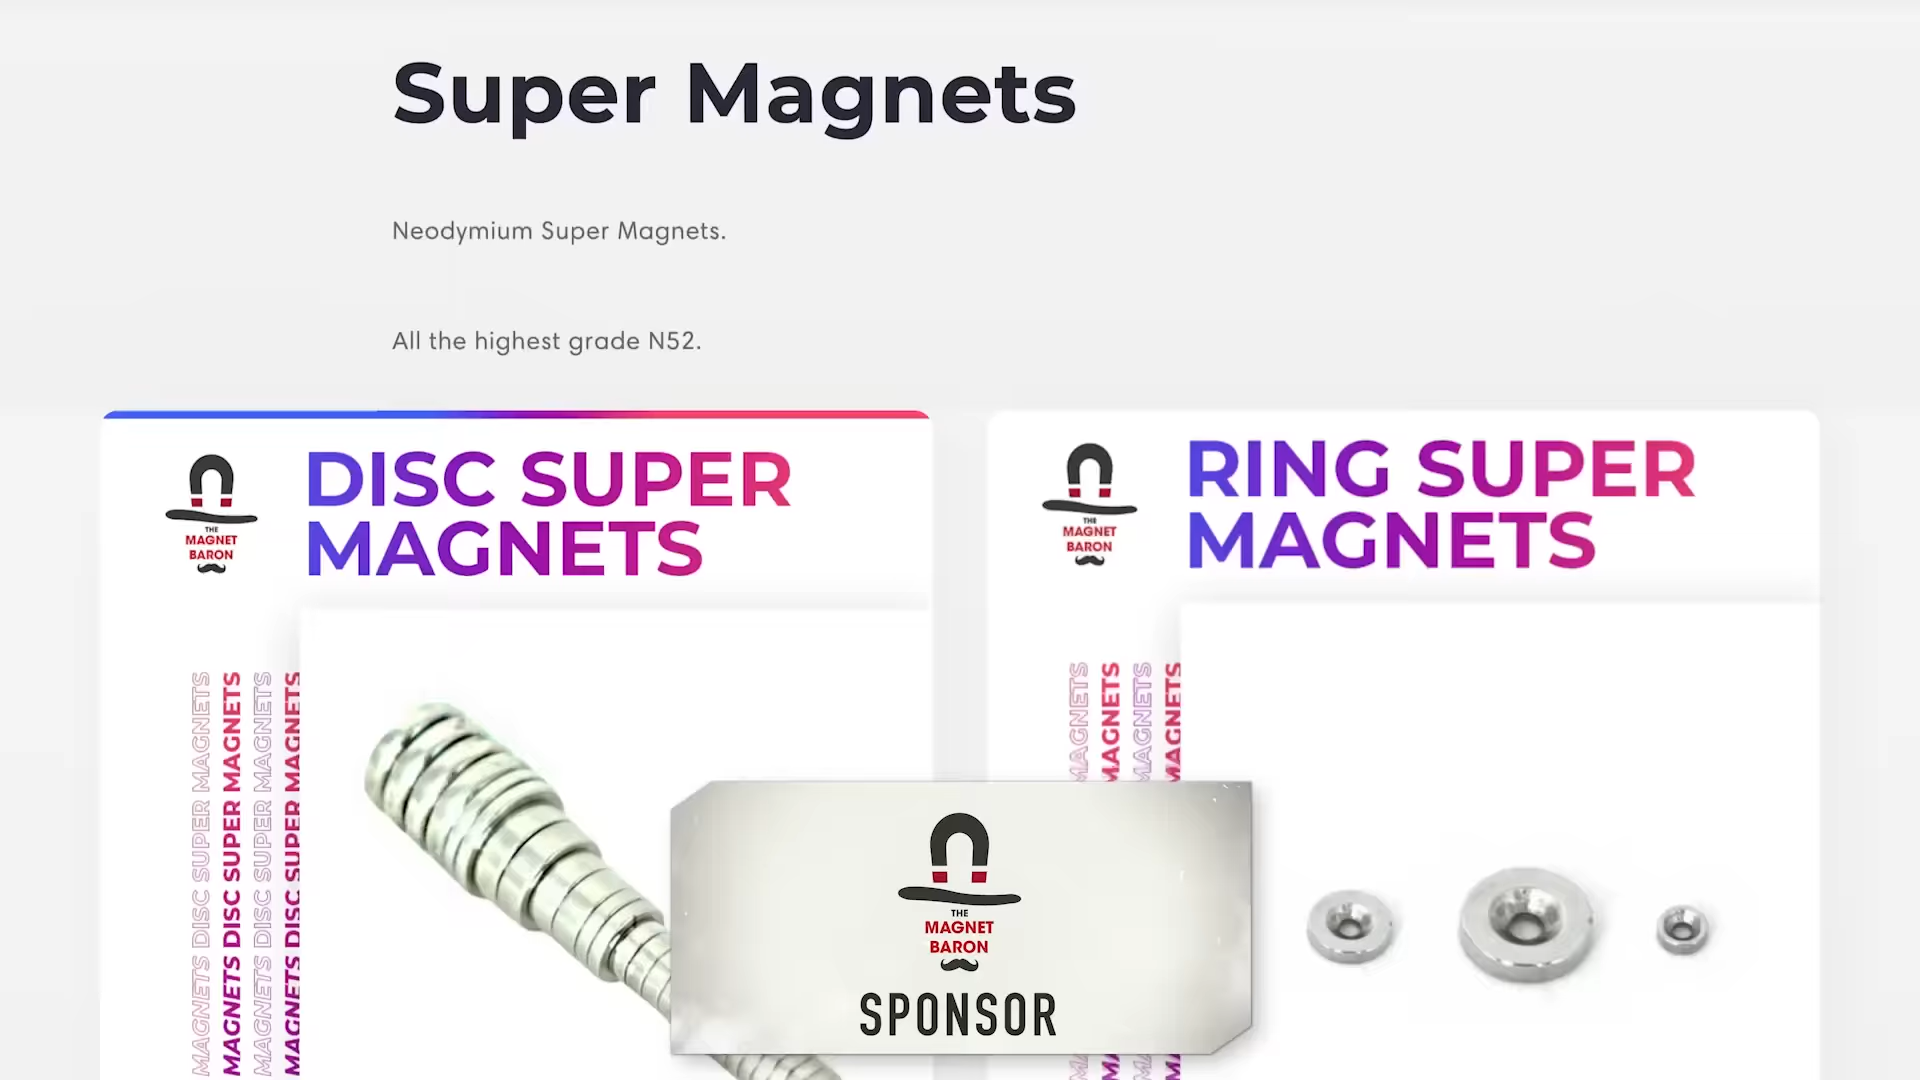 Super Magnets
Neodymium Super Magnets.
All the highest grade N52.
THE
MAGNET
BARON
DISC SUPER
MAGNETS
MAGNETS DISC SUPER MAGNETS
MAGNETS DISC SUPER MAGNETS
MAGNETS DISC SUPER MAGNETS
MAGNETS DISC SUPER MAGNETS
THE
MAGNET
BARON
RING SUPER
MAGNETS
MAGNETS
MAGNETS
MAGNETS
MAGNETS
THE
MAGNET
BARON
SPONSOR